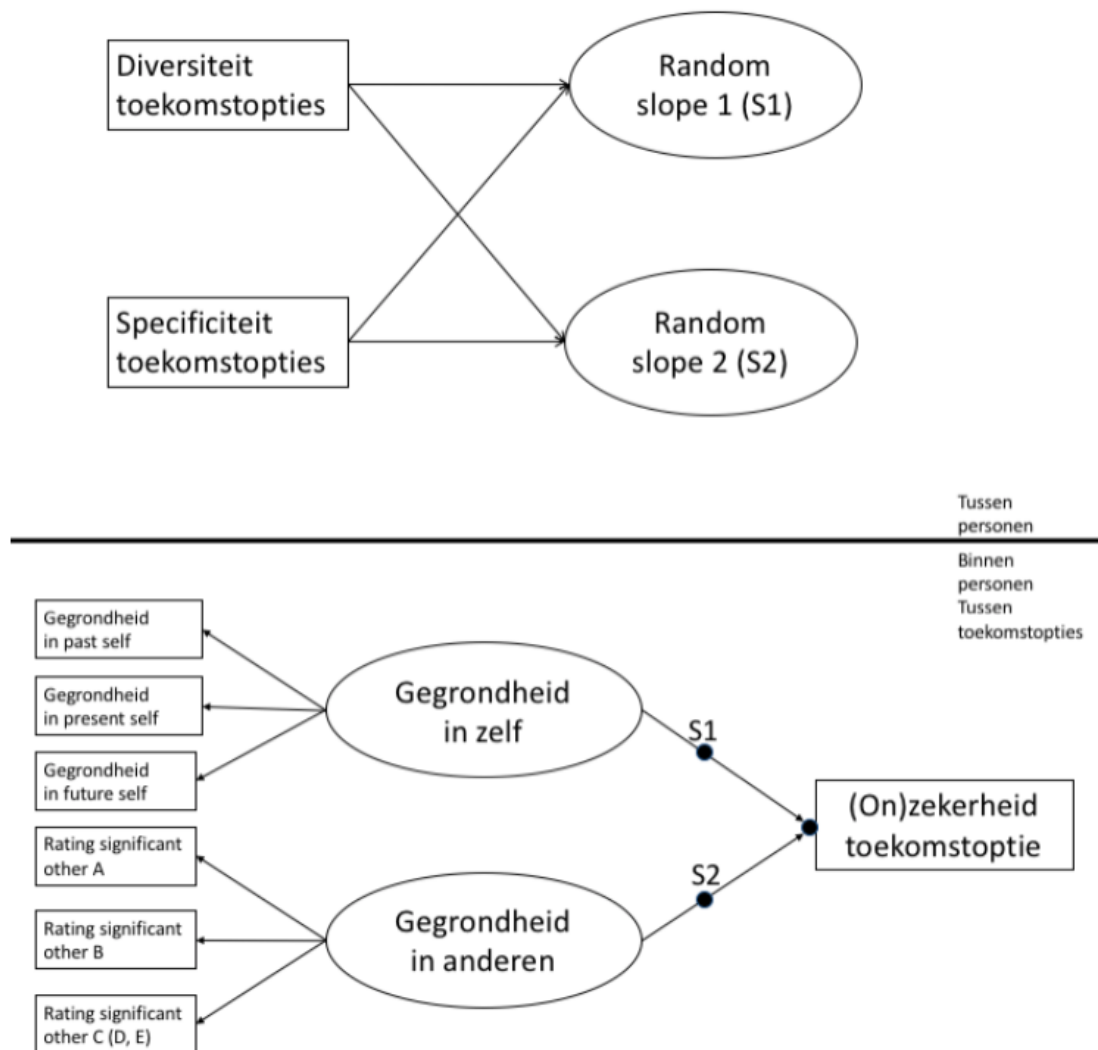 Diversiteit
toekomstopties
Random
slope 1 (S1)
Specificiteit
toekomstopties
Random
slope 2 (S2)
Tussen
personen
Binnen
personen
Tussen
toekomstopties
Gegrondheid
in past self
Gegrondheid
in present self
Gegrondheid
in future self
Rating significant
other A
Rating significant
other B
Rating significant
other C (D, E)
Gegrondheid
in zelf
Gegrondheid
in anderen
S1
S2
(On)zekerheid
toekomstoptie